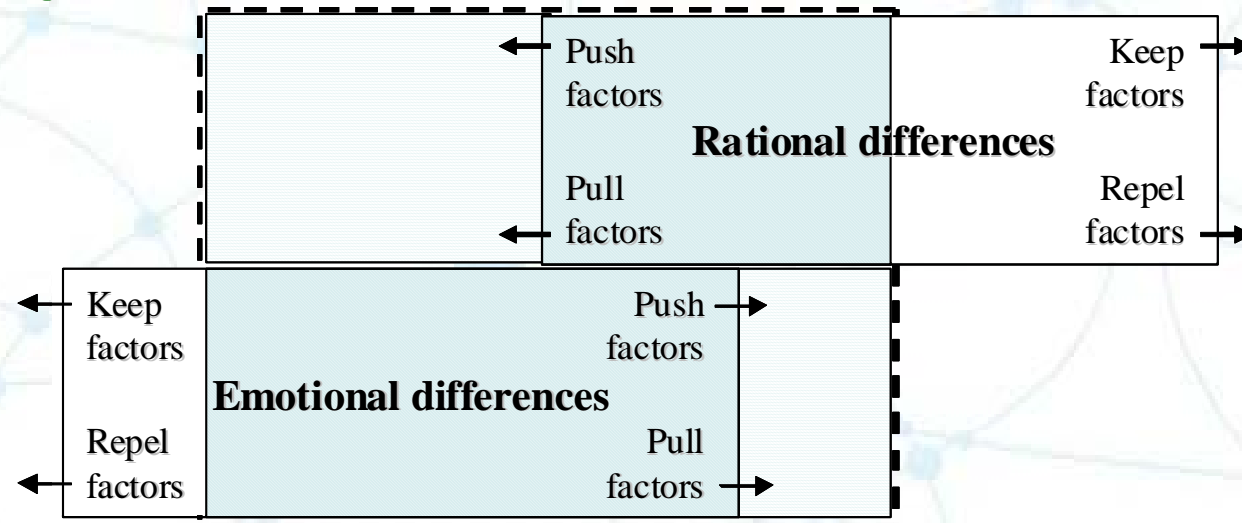 Push Keep
factors factors
Rational differences
Pull Repel
factors factors
Keep Push
factors factors
Emotional differences
Repel Pull
factors factors